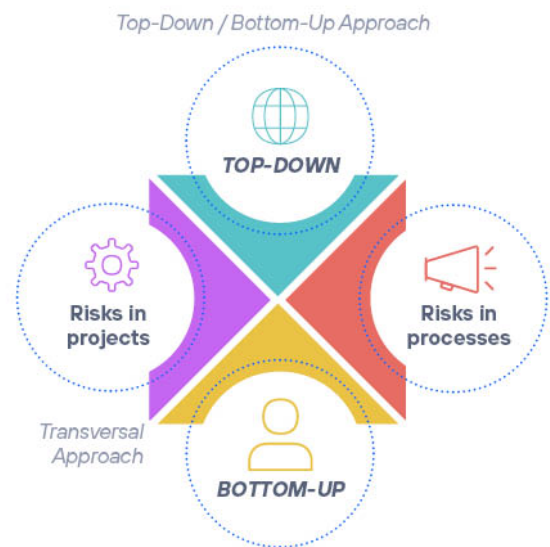 Top-Down / Bottom-Up Approach
TOP-DOWN
Risks in
projects
Risks in
processes
Transversal
Approach
BOTTOM-UP